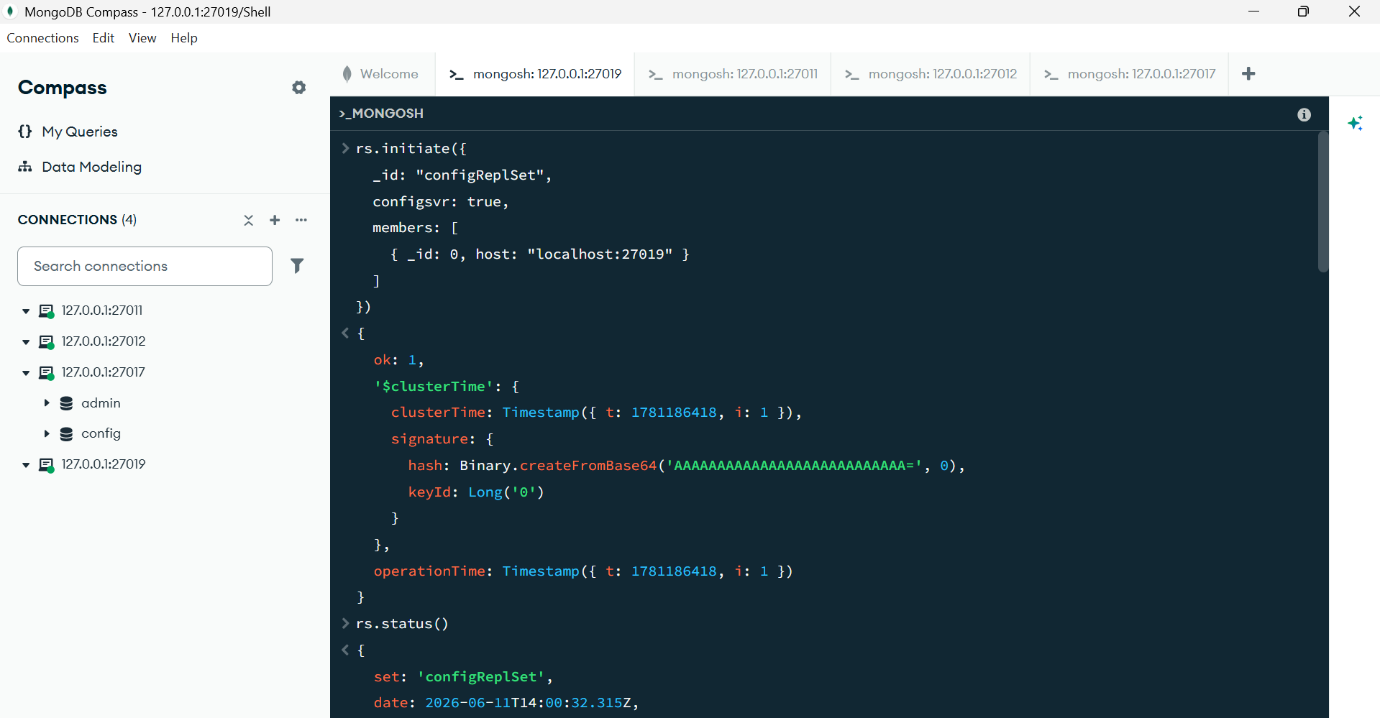 MongoDB Compass - 127.0.0.1:27019/Shell
Connections Edit View Help
Compass
{} My Queries
Data Modeling
CONNECTIONS (4)
Search connections
127.0.0.1:27011
127.0.0.1:27012
127.0.0.1:27017
admin
config
127.0.0.1:27019
Welcome
>_ mongosh: 127.0.0.1:27019
>_ mongosh: 127.0.0.1:27011
>_ mongosh: 127.0.0.1:27012
>_ mongosh: 127.0.0.1:27017
>_MONGOSH
> rs.initiate({
_id: "configReplSet",
configsvr: true,
members: [
{ _id: 0, host: "localhost:27019" }
]
})
< {
ok: 1,
'$clusterTime': {
clusterTime: Timestamp({ t: 1781186418, i: 1 }),
signature: {
hash: Binary.createFromBase64('AAAAAAAAAAAAAAAAAAAAAAAAAAA=', 0),
keyId: Long('0')
}
},
operationTime: Timestamp({ t: 1781186418, i: 1 })
}
> rs.status()
< {
set: 'configReplSet',
date: 2026-06-11T14:00:32.315Z,